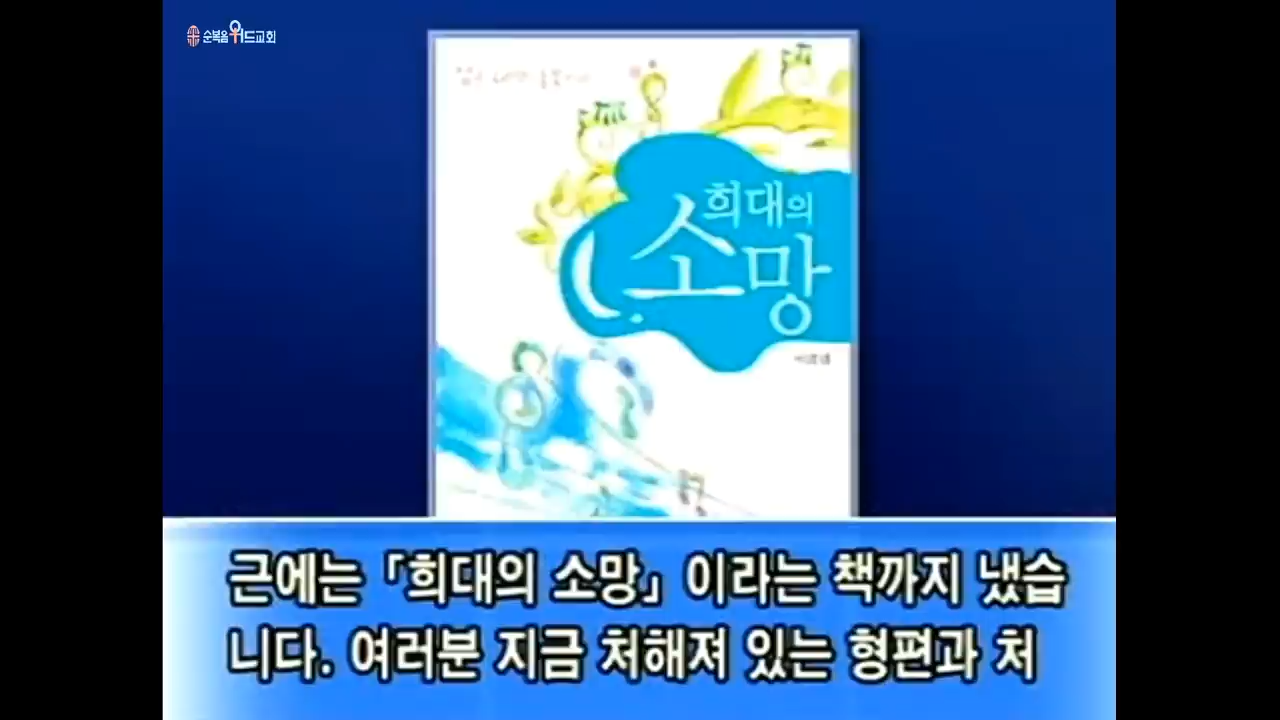 순복음위드교회
희대의
소망
근에는 「희대의 소망」이라는 책까지 냈습
니다. 여러분 지금 처해져 있는 형편과 처